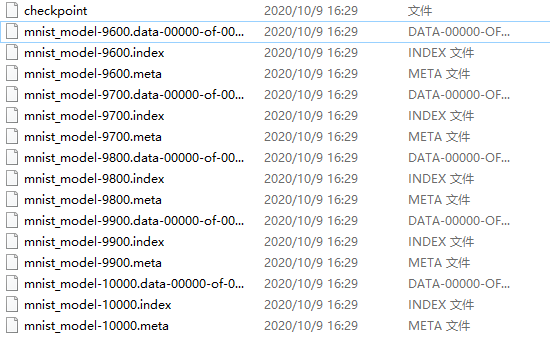 checkpoint 2020/10/9 16:29 文件
mnist_model-9600.data-00000-of-00... 2020/10/9 16:29 DATA-00000-OF...
mnist_model-9600.index 2020/10/9 16:29 INDEX 文件
mnist_model-9600.meta 2020/10/9 16:29 META 文件
mnist_model-9700.data-00000-of-00... 2020/10/9 16:29 DATA-00000-OF...
mnist_model-9700.index 2020/10/9 16:29 INDEX 文件
mnist_model-9700.meta 2020/10/9 16:29 META 文件
mnist_model-9800.data-00000-of-00... 2020/10/9 16:29 DATA-00000-OF...
mnist_model-9800.index 2020/10/9 16:29 INDEX 文件
mnist_model-9800.meta 2020/10/9 16:29 META 文件
mnist_model-9900.data-00000-of-00... 2020/10/9 16:29 DATA-00000-OF...
mnist_model-9900.index 2020/10/9 16:29 INDEX 文件
mnist_model-9900.meta 2020/10/9 16:29 META 文件
mnist_model-10000.data-00000-of-0... 2020/10/9 16:29 DATA-00000-OF...
mnist_model-10000.index 2020/10/9 16:29 INDEX 文件
mnist_model-10000.meta 2020/10/9 16:29 META 文件